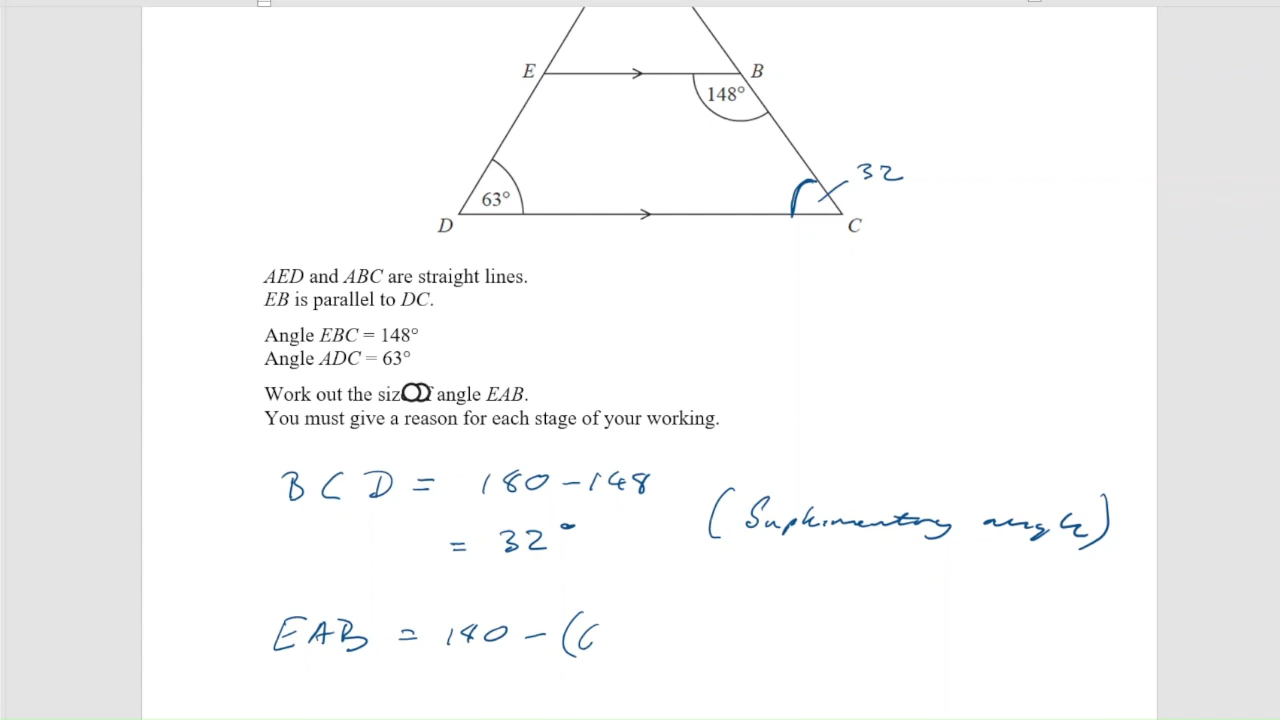 E
B
148°
32
63°
D
C
AED and ABC are straight lines.
EB is parallel to DC.
Angle EBC = 148°
Angle ADC = 63°
Work out the siz angle EAB.
You must give a reason for each stage of your working.
BCD = 180 - 148
= 32° (Suplimentry angle)
EAB = 180 - (6